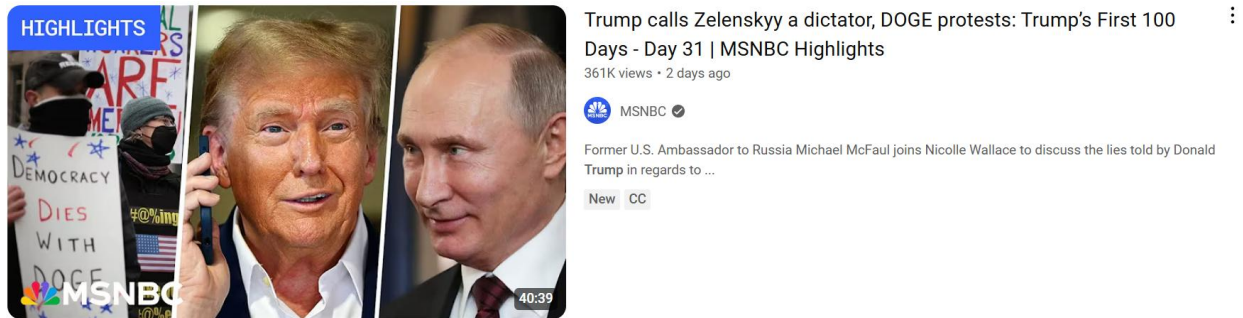 HIGHLIGHTS
ARE
DEMOCRACY
DIES
WITH
DOGE
#@%ing
MSNBC
40:39
Trump calls Zelenskyy a dictator, DOGE protests: Trump's First 100
Days - Day 31 | MSNBC Highlights
361K views • 2 days ago
MSNBC
Former U.S. Ambassador to Russia Michael McFaul joins Nicolle Wallace to discuss the lies told by Donald
Trump in regards to ...
New CC